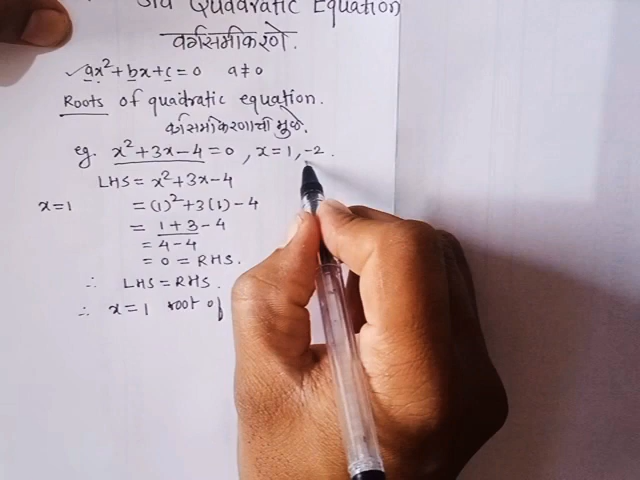 Quadratic Equation
वर्गसमीकरणे.
✓ax²+bx+c=0 a≠0
Roots of quadratic equation.
वर्गसमीकरणाची मुळे.
eg. x²+3x-4=0, x=1,-2.
LHS = x²+3x-4
x=1 = (1)²+3(1)-4
= 1+3-4
= 4-4
= 0 = RHS.
∴ LHS = RHS.
∴ x=1 root of